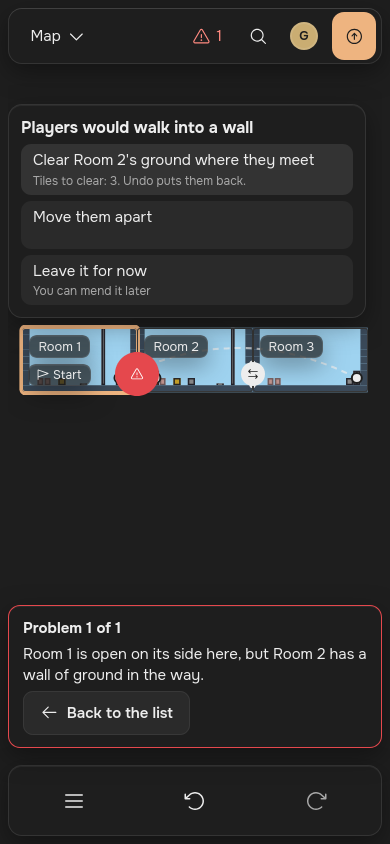 Map
1
G
Players would walk into a wall
Clear Room 2's ground where they meet
Tiles to clear: 3. Undo puts them back.
Move them apart
Leave it for now
You can mend it later
Room 1
Room 2
Room 3
Start
Problem 1 of 1
Room 1 is open on its side here, but Room 2 has a
wall of ground in the way.
Back to the list